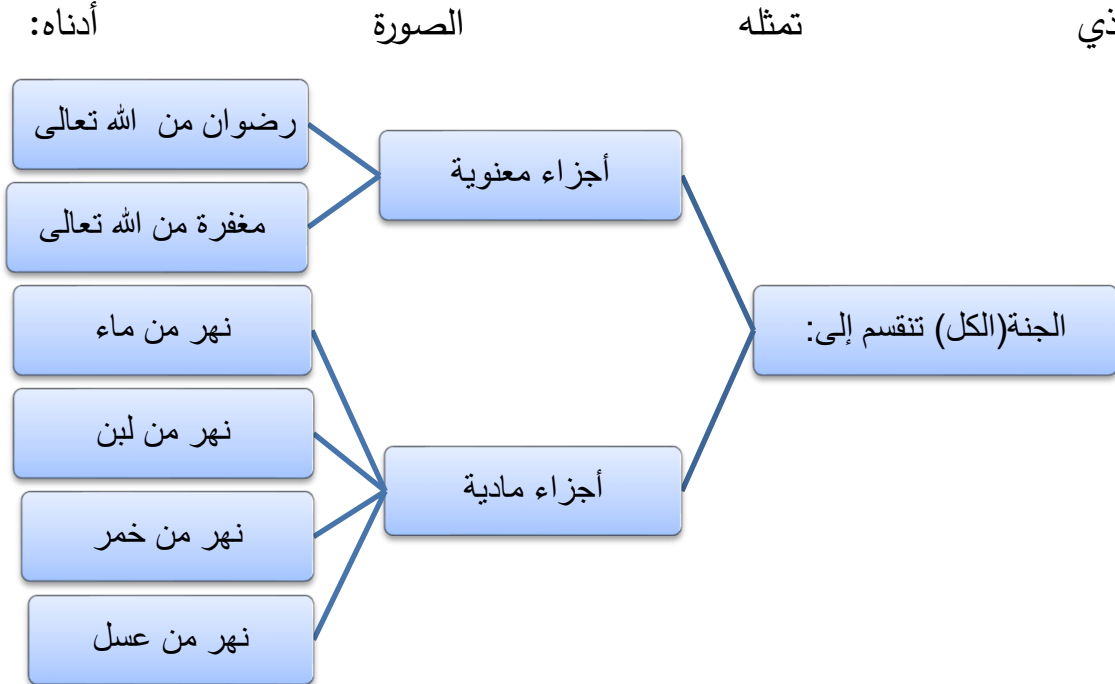 ذي تمثله الصورة أدناه:
الجنة(الكل) تنقسم إلى:
أجزاء معنوية
رضوان من الله تعالى
مغفرة من الله تعالى
أجزاء مادية
نهر من ماء
نهر من لبن
نهر من خمر
نهر من عسل